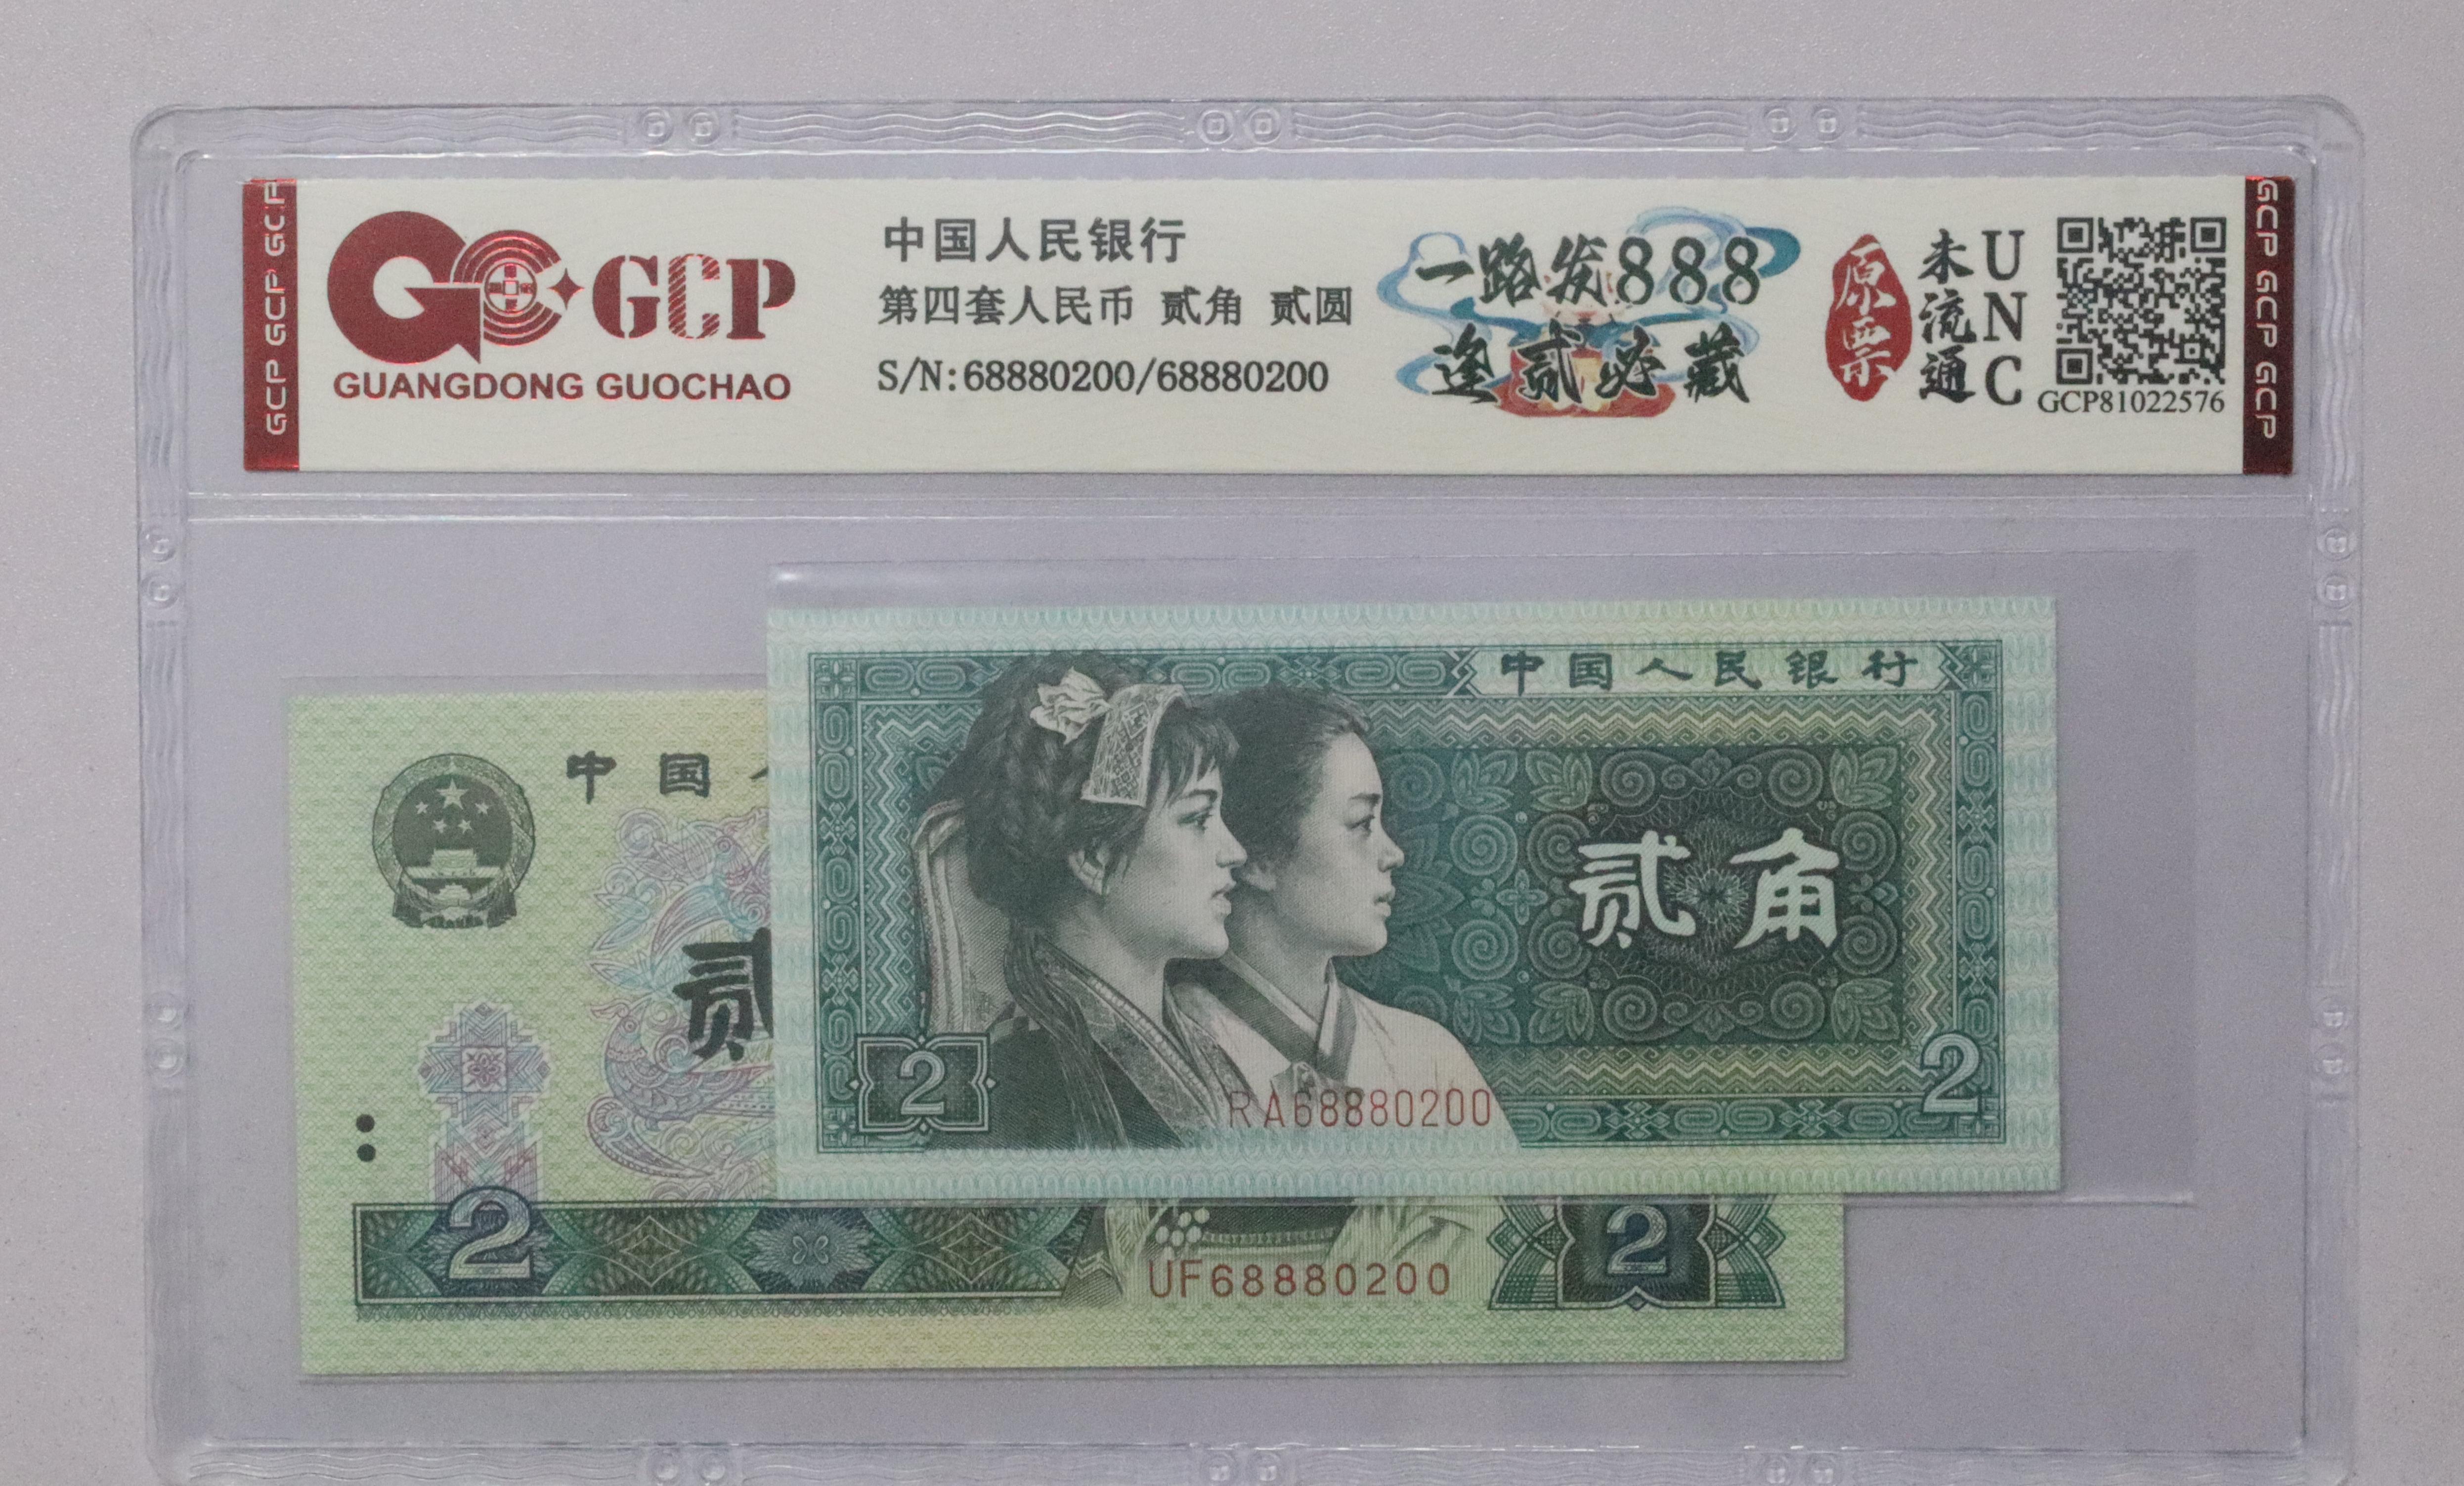 GCP GCP GCP
GCP
GUANGDONG GUOCHAO
中国人民银行
第四套人民币 贰角 贰圆
S/N:68880200/68880200
一路发888
逢贰必藏
原票
未流通
UNC
GCP81022576
GCP GCP GCP
中国人民银行
贰角
2
2
RA68880200
中国
贰
2
2
UF68880200